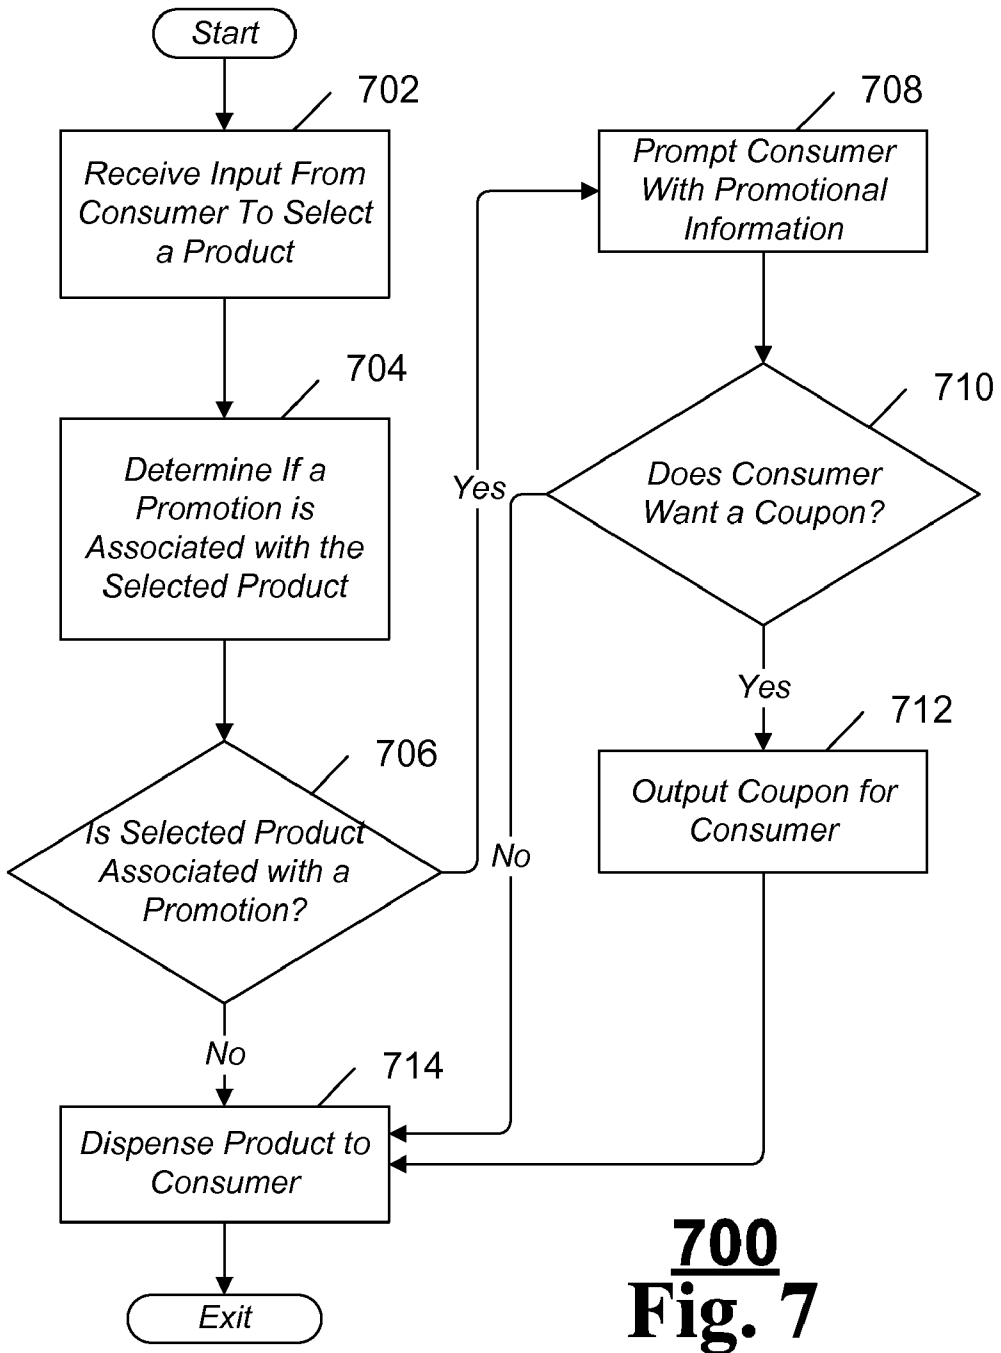 Start
702
Receive Input From
Consumer To Select
a Product
704
Determine If a
Promotion is
Associated with the
Selected Product
706
Is Selected Product
Associated with a
Promotion?
Yes
No
708
Prompt Consumer
With Promotional
Information
710
Does Consumer
Want a Coupon?
No
Yes
712
Output Coupon for
Consumer
714
Dispense Product to
Consumer
Exit
700
Fig. 7